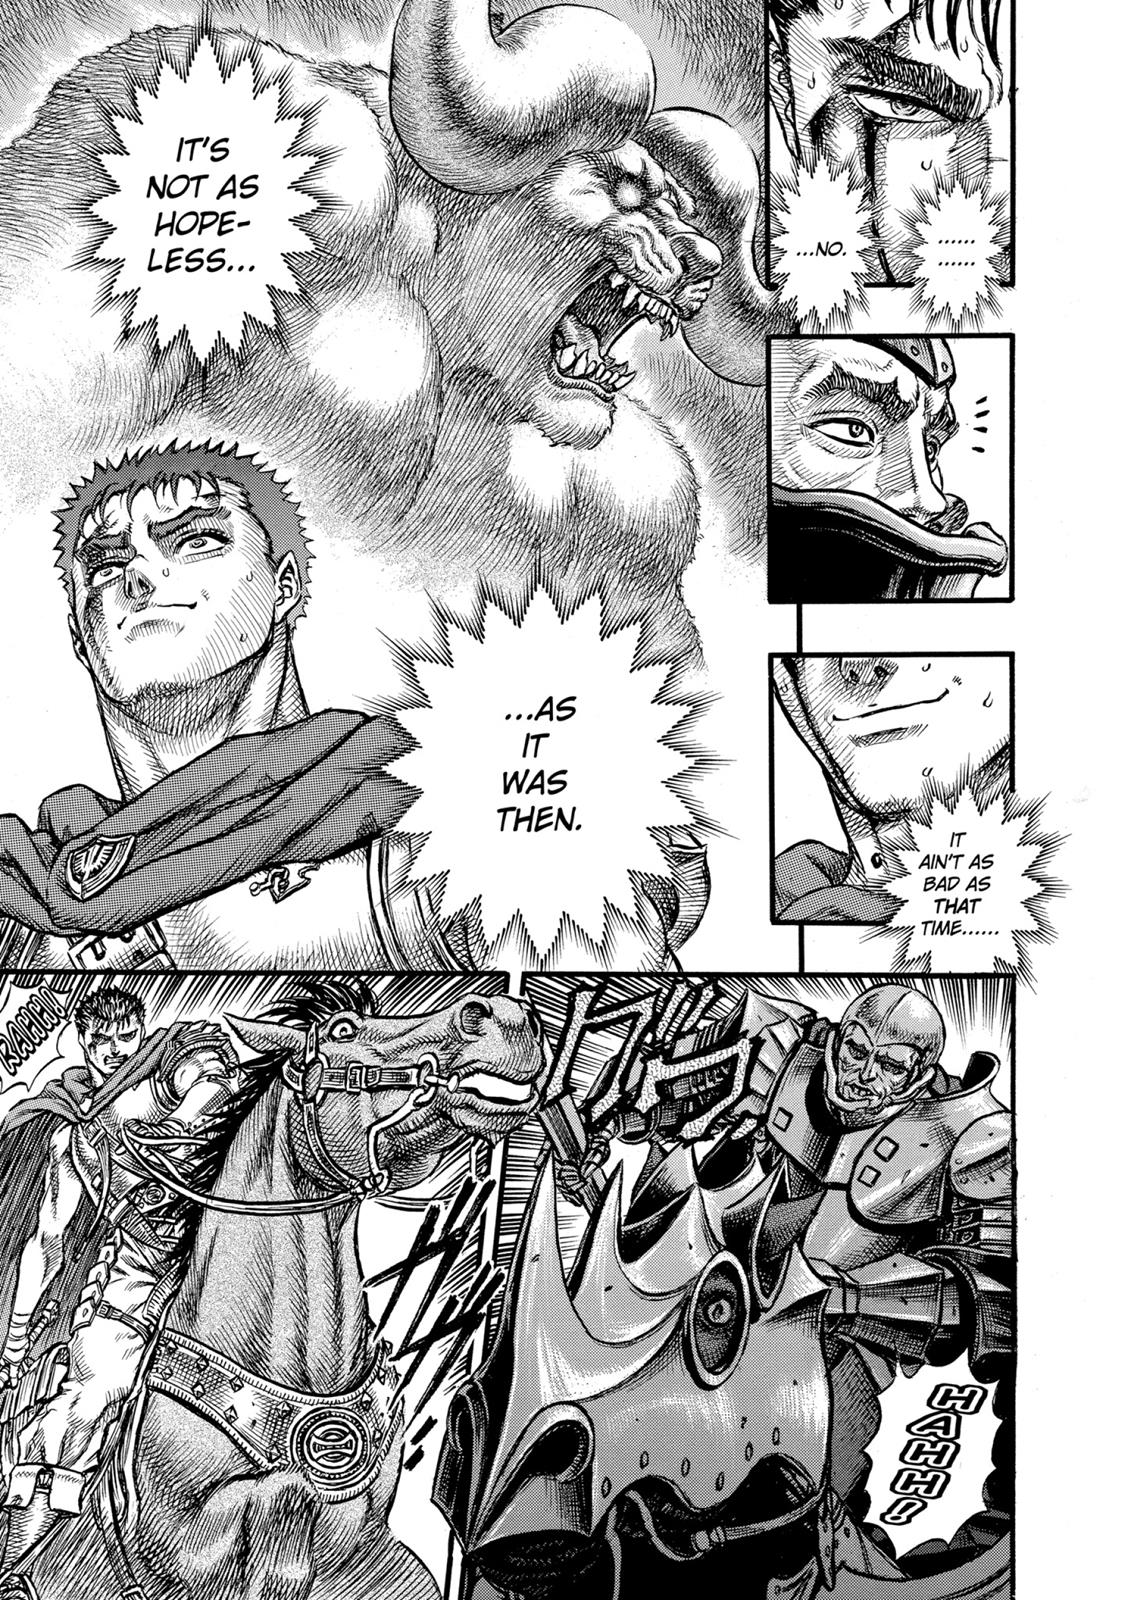 ......
......
...NO.
IT
AIN'T AS
BAD AS
THAT
TIME......
IT'S
NOT AS
HOPE-
LESS...
...AS
IT
WAS
THEN.
HAHH!